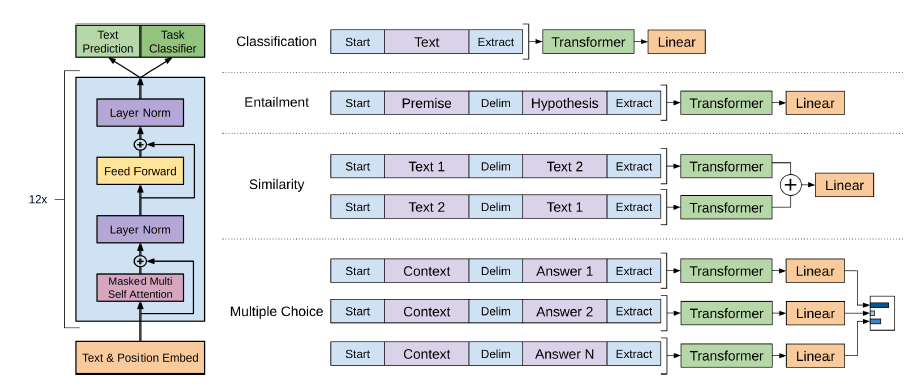 Text Prediction
Task Classifier
12x
Layer Norm
+
Feed Forward
Layer Norm
+
Masked Multi
Self Attention
Text & Position Embed
Classification
Start Text Extract Transformer Linear
Entailment
Start Premise Delim Hypothesis Extract Transformer Linear
Similarity
Start Text 1 Delim Text 2 Extract Transformer
+ Linear
Start Text 2 Delim Text 1 Extract Transformer
Multiple Choice
Start Context Delim Answer 1 Extract Transformer Linear
Start Context Delim Answer 2 Extract Transformer Linear
Start Context Delim Answer N Extract Transformer Linear